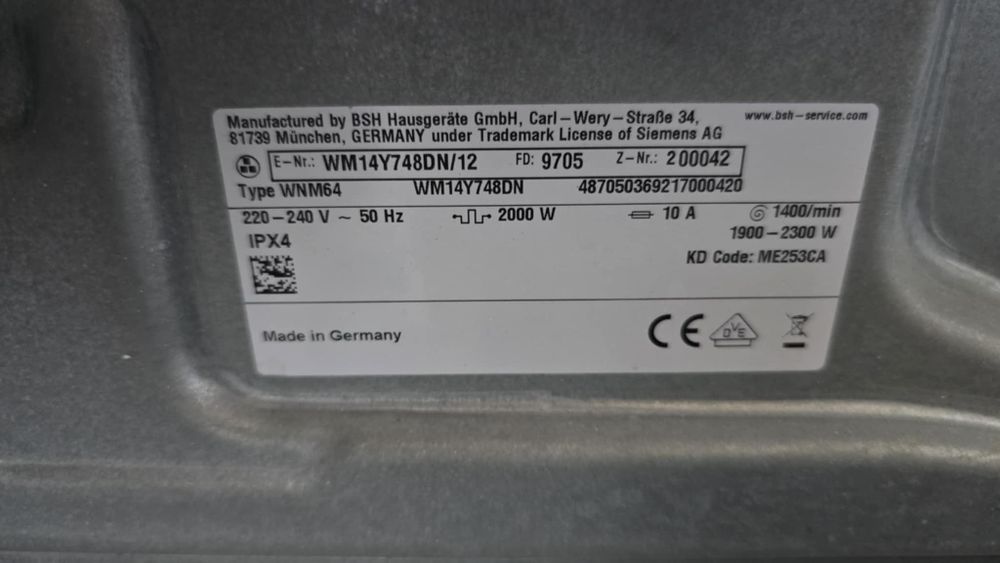 Manufactured by BSH Hausgeräte GmbH, Carl-Wery-Straße 34, www.bsh-service.com
81739 München, GERMANY under Trademark License of Siemens AG
E-Nr.: WM14Y748DN/12 FD: 9705 Z-Nr.: 200042
Type WNM64 WM14Y748DN 487050369217000420
220-240 V ~ 50 Hz 2000 W 10 A 1400/min
1900-2300 W
IPX4
KD Code: ME253CA
Made in Germany
CE
DVE